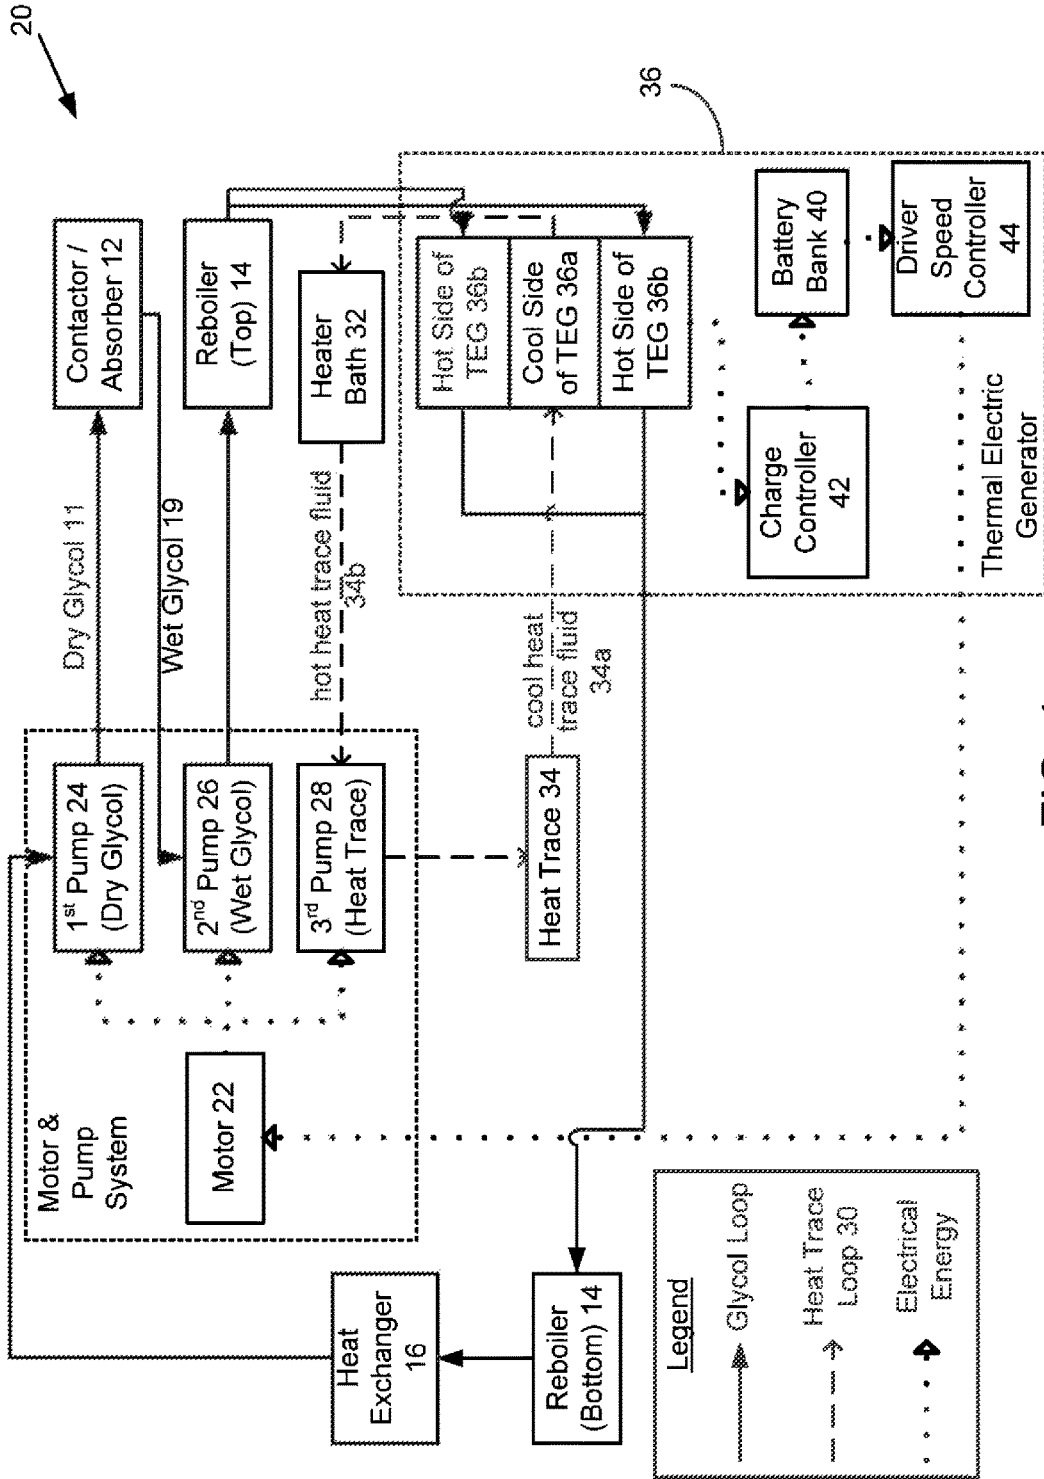 20
Motor &
Pump
System
1st Pump 24
(Dry Glycol)
Dry Glycol 11
Contactor /
Absorber 12
Wet Glycol 19
Motor 22
2nd Pump 26
(Wet Glycol)
Reboiler
(Top) 14
3rd Pump 28
(Heat Trace)
hot heat trace fluid
34b
Heater
Bath 32
Heat
Exchanger
16
Reboiler
(Bottom) 14
Heat Trace 34
cool heat
trace fluid
34a
Hot Side of
TEG 36b
Cool Side
of TEG 36a
Hot Side of
TEG 36b
36
Charge
Controller
42
Battery
Bank 40
Driver
Speed
Controller
44
Thermal Electric
Generator
Legend
Glycol Loop
Heat Trace
Loop 30
Electrical
Energy